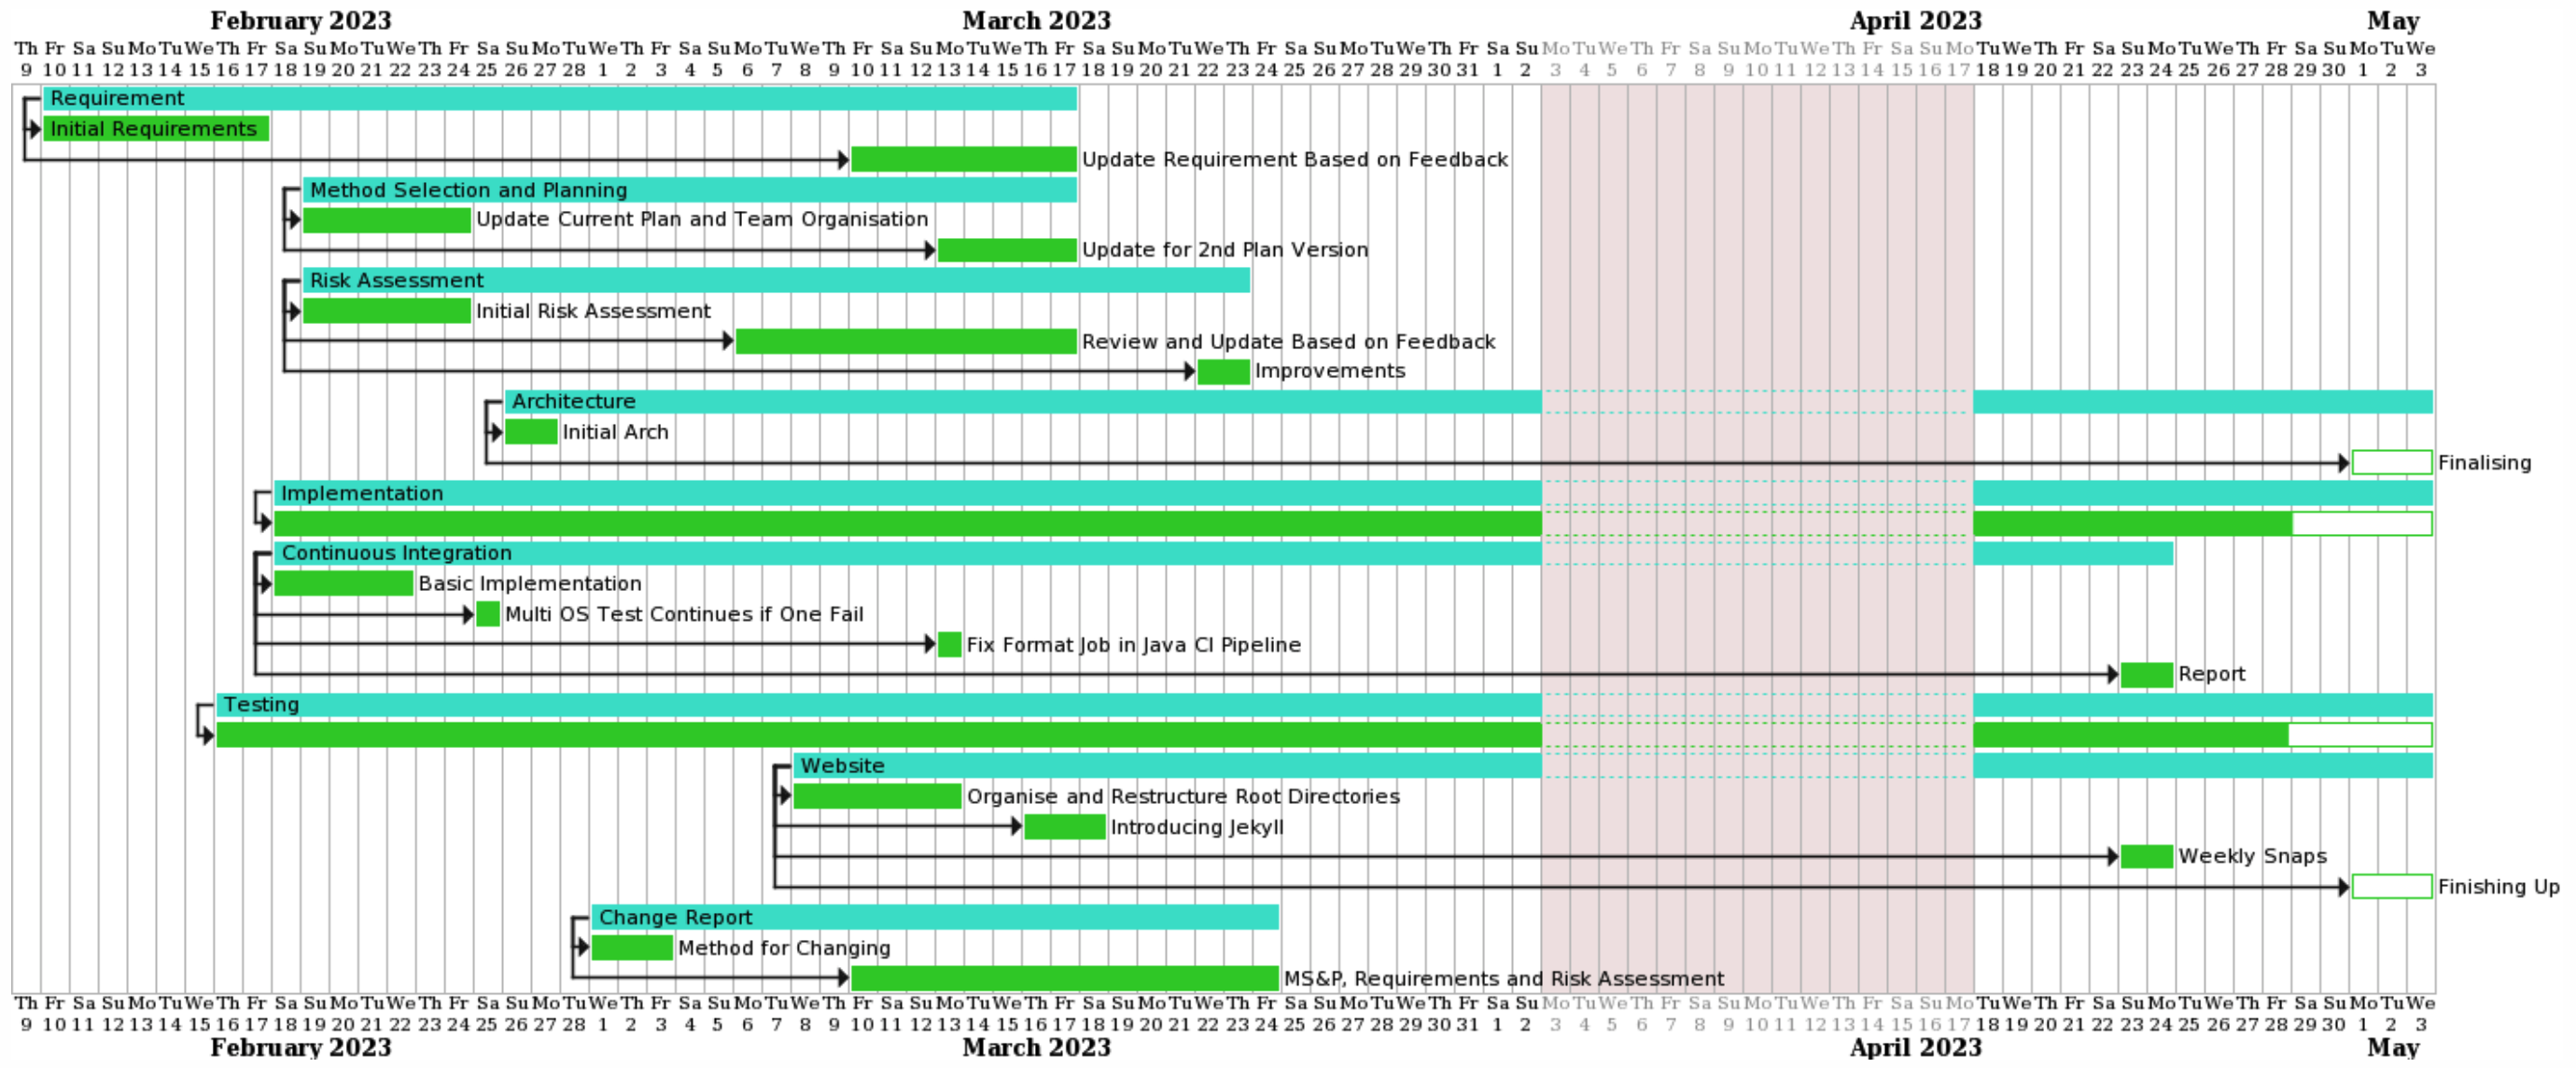 February 2023 March 2023 April 2023 May
Th Fr Sa Su Mo Tu We Th Fr Sa Su Mo Tu We Th Fr Sa Su Mo Tu We Th Fr Sa Su Mo Tu We Th Fr Sa Su Mo Tu We Th Fr Sa Su Mo Tu We Th Fr Sa Su Mo Tu We Th Fr Sa Su Mo Tu We Th Fr Sa Su Mo Tu We Th Fr Sa Su Mo Tu We Th Fr Sa Su Mo Tu We Th Fr Sa Su Mo Tu We
9 10 11 12 13 14 15 16 17 18 19 20 21 22 23 24 25 26 27 28 1 2 3 4 5 6 7 8 9 10 11 12 13 14 15 16 17 18 19 20 21 22 23 24 25 26 27 28 29 30 31 1 2 3 4 5 6 7 8 9 10 11 12 13 14 15 16 17 18 19 20 21 22 23 24 25 26 27 28 29 30 1 2 3
Requirement
Initial Requirements
Update Requirement Based on Feedback
Method Selection and Planning
Update Current Plan and Team Organisation
Update for 2nd Plan Version
Risk Assessment
Initial Risk Assessment
Review and Update Based on Feedback
Improvements
Architecture
Initial Arch
Finalising
Implementation
Continuous Integration
Basic Implementation
Multi OS Test Continues if One Fail
Fix Format Job in Java CI Pipeline
Report
Testing
Website
Organise and Restructure Root Directories
Introducing Jekyll
Weekly Snaps
Finishing Up
Change Report
Method for Changing
MS&P, Requirements and Risk Assessment
Th Fr Sa Su Mo Tu We Th Fr Sa Su Mo Tu We Th Fr Sa Su Mo Tu We Th Fr Sa Su Mo Tu We Th Fr Sa Su Mo Tu We Th Fr Sa Su Mo Tu We Th Fr Sa Su Mo Tu We Th Fr Sa Su Mo Tu We Th Fr Sa Su Mo Tu We Th Fr Sa Su Mo Tu We Th Fr Sa Su Mo Tu We Th Fr Sa Su Mo Tu We
9 10 11 12 13 14 15 16 17 18 19 20 21 22 23 24 25 26 27 28 1 2 3 4 5 6 7 8 9 10 11 12 13 14 15 16 17 18 19 20 21 22 23 24 25 26 27 28 29 30 31 1 2 3 4 5 6 7 8 9 10 11 12 13 14 15 16 17 18 19 20 21 22 23 24 25 26 27 28 29 30 1 2 3
February 2023 March 2023 April 2023 May